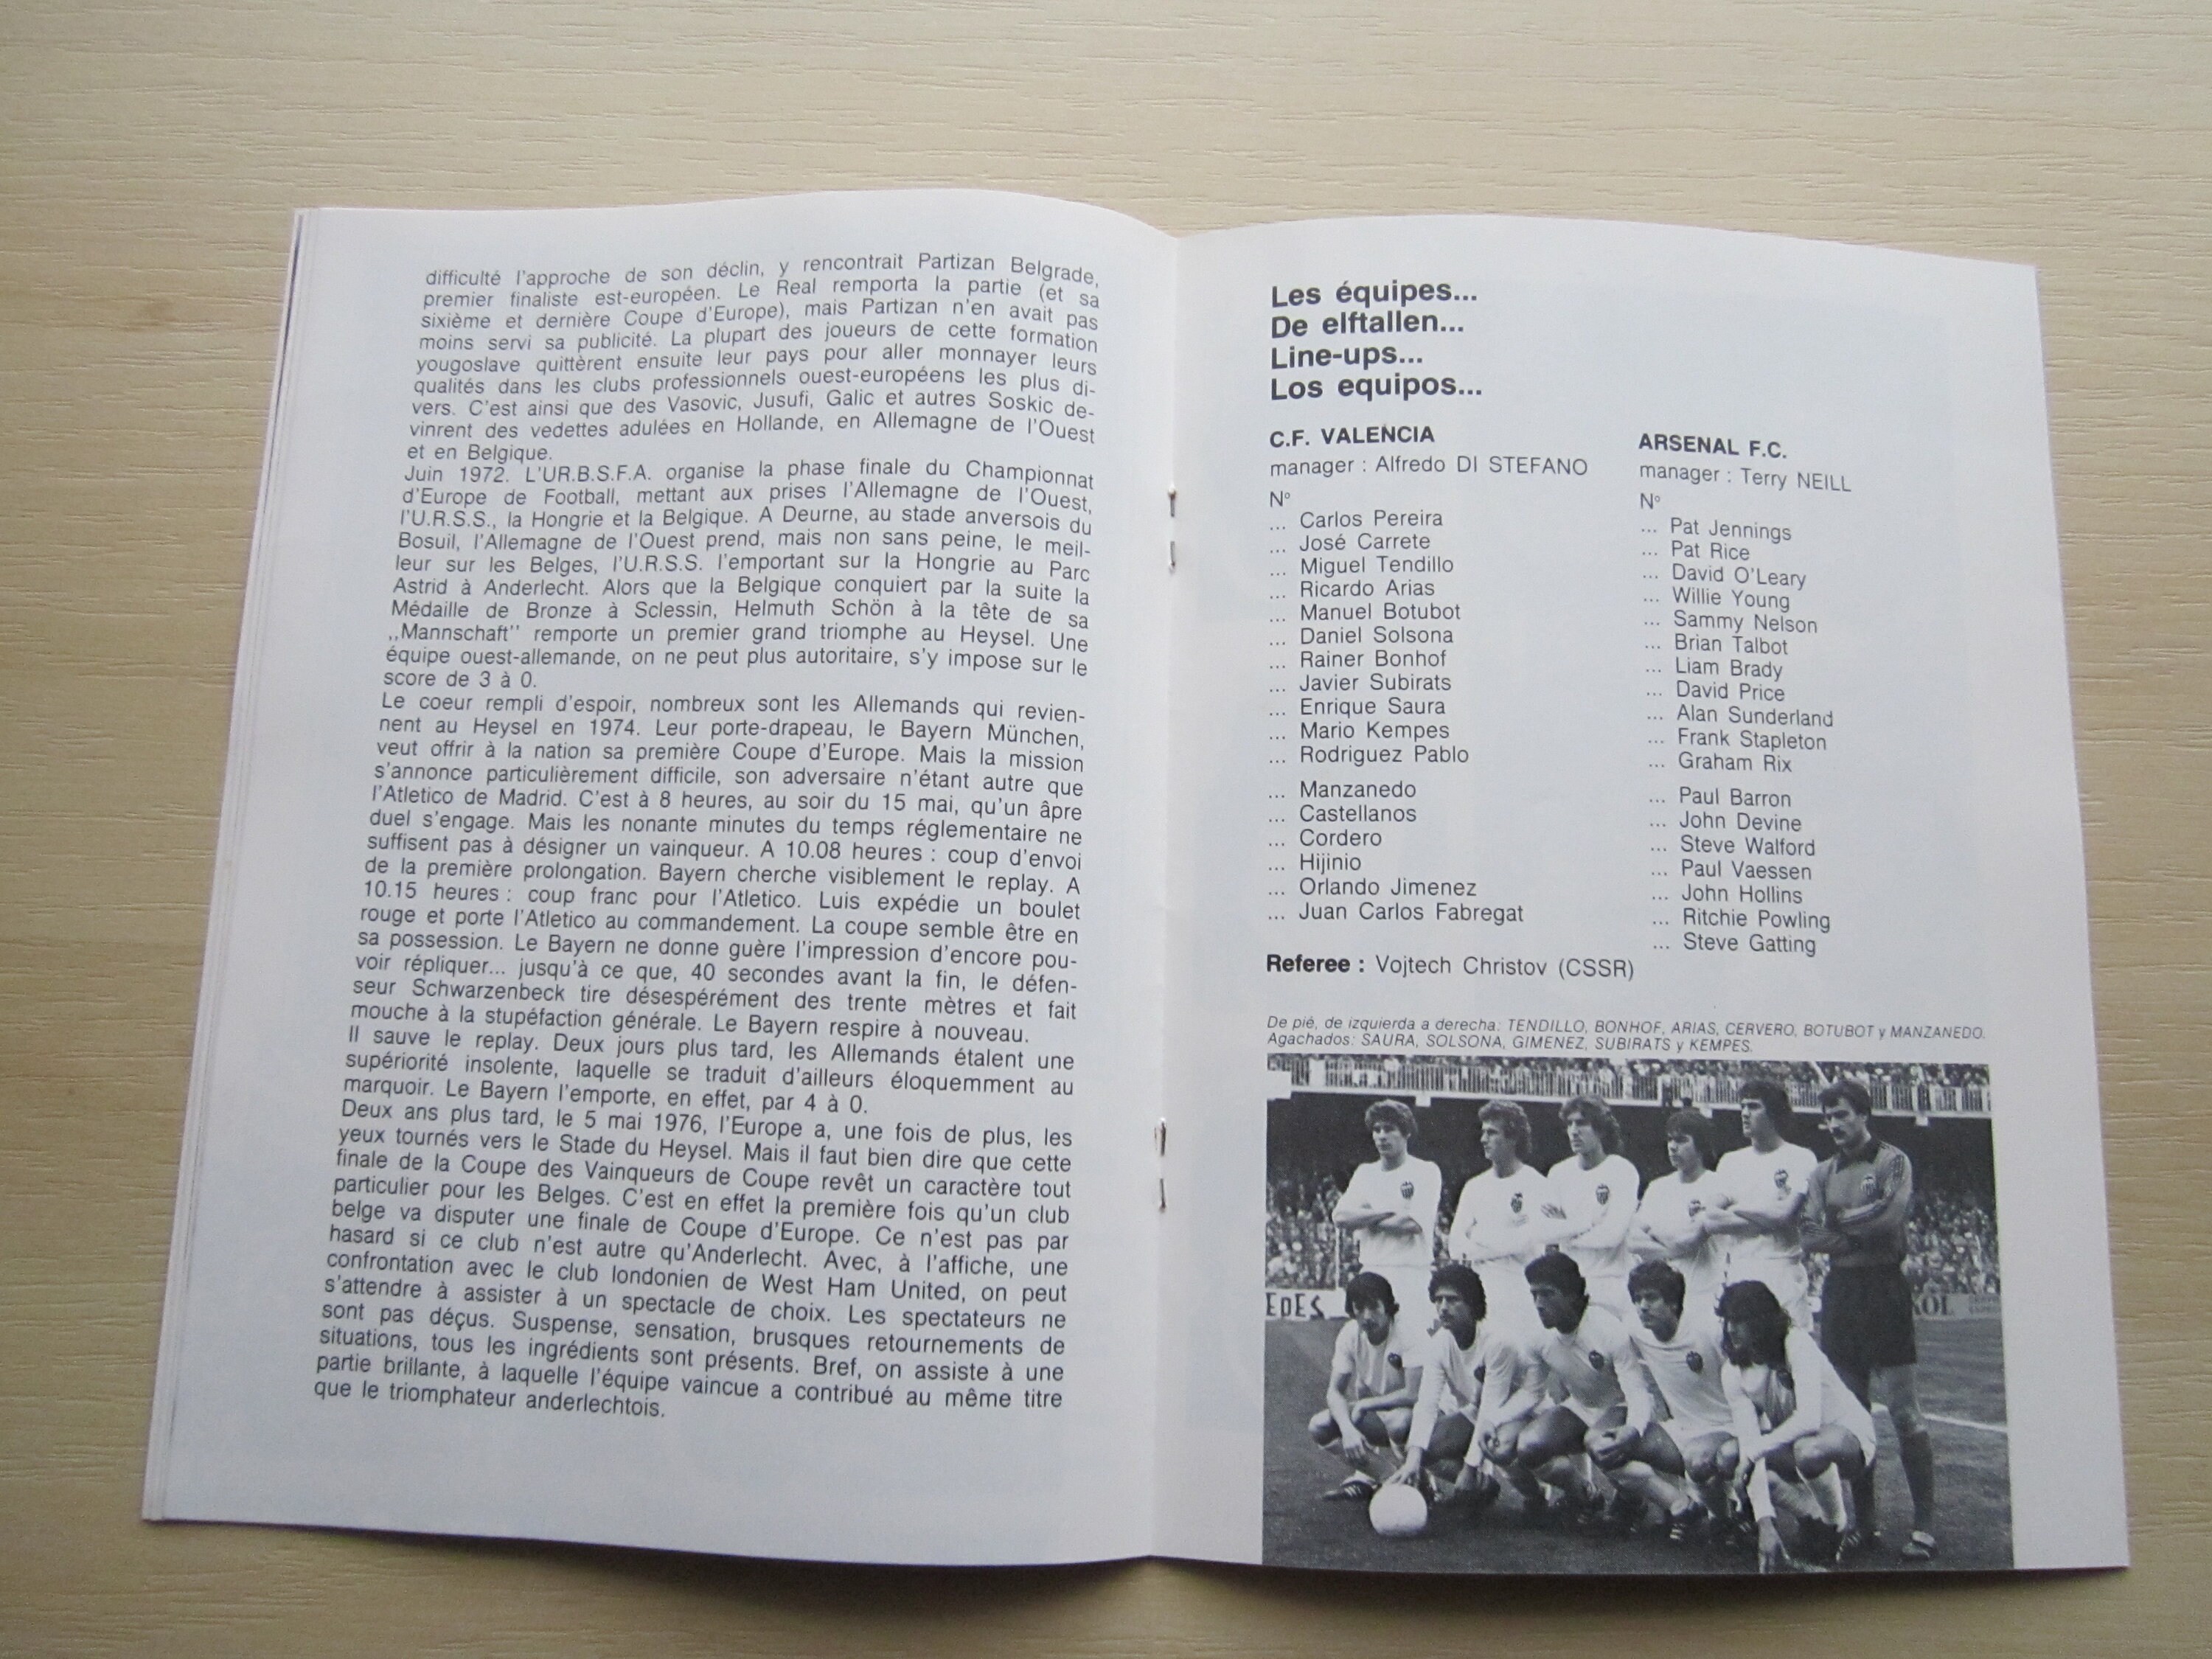 difficulté l'approche de son déclin, y rencontrait Partizan Belgrade,
premier finaliste est-européen. Le Real remporta la partie (et sa
sixième et dernière Coupe d'Europe), mais Partizan n'en avait pas
moins servi sa publicité. La plupart des joueurs de cette formation
yougoslave quittèrent ensuite leur pays pour aller monnayer leurs
qualités dans les clubs professionnels ouest-européens les plus di-
vers. C'est ainsi que des Vasovic, Jusufi, Galic et autres Soskic de-
vinrent des vedettes adulées en Hollande, en Allemagne de l'Ouest
et en Belgique.
Juin 1972. L'UR.B.S.F.A. organise la phase finale du Championnat
d'Europe de Football, mettant aux prises l'Allemagne de l'Ouest,
l'U.R.S.S., la Hongrie et la Belgique. A Deurne, au stade anversois du
Bosuil, l'Allemagne de l'Ouest prend, mais non sans peine, le meil-
leur sur les Belges, l'U.R.S.S. l'emportant sur la Hongrie au Parc
Astrid à Anderlecht. Alors que la Belgique conquiert par la suite la
Médaille de Bronze à Sclessin, Helmuth Schön à la tête de sa
,,Mannschaft'' remporte un premier grand triomphe au Heysel. Une
équipe ouest-allemande, on ne peut plus autoritaire, s'y impose sur le
score de 3 à 0.
Le coeur rempli d'espoir, nombreux sont les Allemands qui revien-
nent au Heysel en 1974. Leur porte-drapeau, le Bayern München,
veut offrir à la nation sa première Coupe d'Europe. Mais la mission
s'annonce particulièrement difficile, son adversaire n'étant autre que
l'Atletico de Madrid. C'est à 8 heures, au soir du 15 mai, qu'un âpre
duel s'engage. Mais les nonante minutes du temps réglementaire ne
suffisent pas à désigner un vainqueur. A 10.08 heures : coup d'envoi
de la première prolongation. Bayern cherche visiblement le replay. A
10.15 heures : coup franc pour l'Atletico. Luis expédie un boulet
rouge et porte l'Atletico au commandement. La coupe semble être en
sa possession. Le Bayern ne donne guère l'impression d'encore pou-
voir répliquer... jusqu'à ce que, 40 secondes avant la fin, le défen-
seur Schwarzenbeck tire désespérément des trente mètres et fait
mouche à la stupéfaction générale. Le Bayern respire à nouveau.
Il sauve le replay. Deux jours plus tard, les Allemands étalent une
supériorité insolente, laquelle se traduit d'ailleurs éloquemment au
marquoir. Le Bayern l'emporte, en effet, par 4 à 0.
Deux ans plus tard, le 5 mai 1976, l'Europe a, une fois de plus, les
yeux tournés vers le Stade du Heysel. Mais il faut bien dire que cette
finale de la Coupe des Vainqueurs de Coupe revêt un caractère tout
particulier pour les Belges. C'est en effet la première fois qu'un club
belge va disputer une finale de Coupe d'Europe. Ce n'est pas par
hasard si ce club n'est autre qu'Anderlecht. Avec, à l'affiche, une
confrontation avec le club londonien de West Ham United, on peut
s'attendre à assister à un spectacle de choix. Les spectateurs ne
sont pas déçus. Suspense, sensation, brusques retournements de
situations, tous les ingrédients sont présents. Bref, on assiste à une
partie brillante, à laquelle l'équipe vaincue a contribué au même titre
que le triomphateur anderlechtois.
Les équipes...
De elftallen...
Line-ups...
Los equipos...
C.F. VALENCIA
manager : Alfredo DI STEFANO
N°
... Carlos Pereira
... José Carrete
... Miguel Tendillo
... Ricardo Arias
... Manuel Botubot
... Daniel Solsona
... Rainer Bonhof
... Javier Subirats
... Enrique Saura
... Mario Kempes
... Rodriguez Pablo
... Manzanedo
... Castellanos
... Cordero
... Hijinio
... Orlando Jimenez
... Juan Carlos Fabregat
ARSENAL F.C.
manager : Terry NEILL
N°
... Pat Jennings
... Pat Rice
... David O'Leary
... Willie Young
... Sammy Nelson
... Brian Talbot
... Liam Brady
... David Price
... Alan Sunderland
... Frank Stapleton
... Graham Rix
... Paul Barron
... John Devine
... Steve Walford
... Paul Vaessen
... John Hollins
... Ritchie Powling
... Steve Gatting
Referee : Vojtech Christov (CSSR)
De pié, de izquierda a derecha: TENDILLO, BONHOF, ARIAS, CERVERO, BOTUBOT y MANZANEDO.
Agachados: SAURA, SOLSONA, GIMENEZ, SUBIRATS y KEMPES.